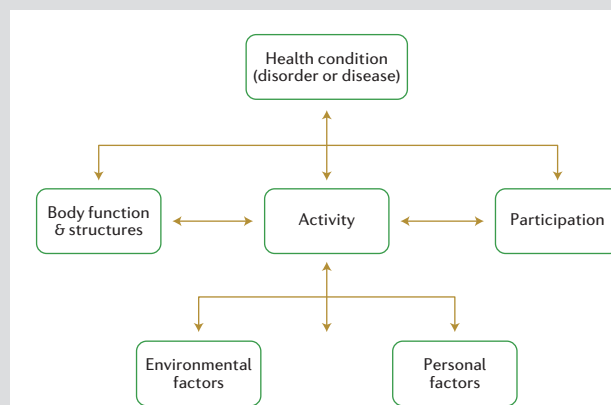 Health condition
(disorder or disease)
Body function
& structures
Activity
Participation
Environmental
factors
Personal
factors